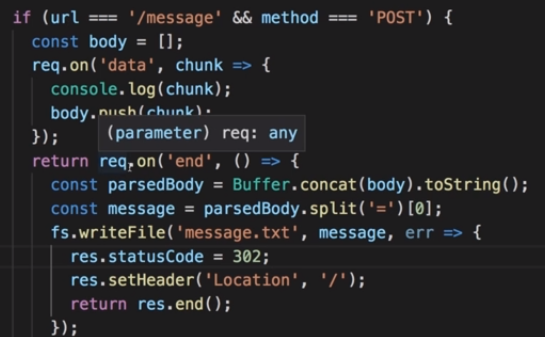 if (url === '/message' && method === 'POST') {
const body = [];
req.on('data', chunk => {
console.log(chunk);
body.push(chunk);
});
(parameter) req: any
return req.on('end', () => {
const parsedBody = Buffer.concat(body).toString();
const message = parsedBody.split('=')[0];
fs.writeFile('message.txt', message, err => {
res.statusCode = 302;
res.setHeader('Location', '/');
return res.end();
});